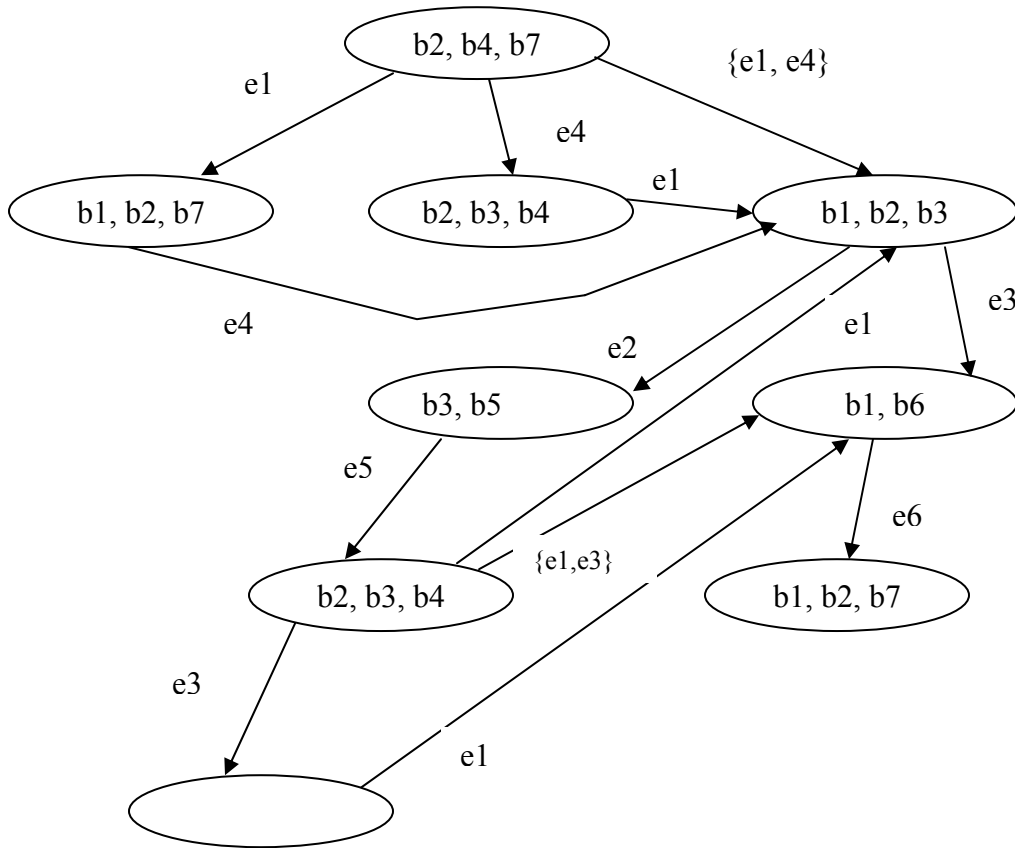 b2, b4, b7
{e1, e4}
e1
e4
e1
b1, b2, b7
b2, b3, b4
b1, b2, b3
e3
e4
e1
e2
b3, b5
b1, b6
e5
e6
{e1,e3}
b2, b3, b4
b1, b2, b7
e3
e1